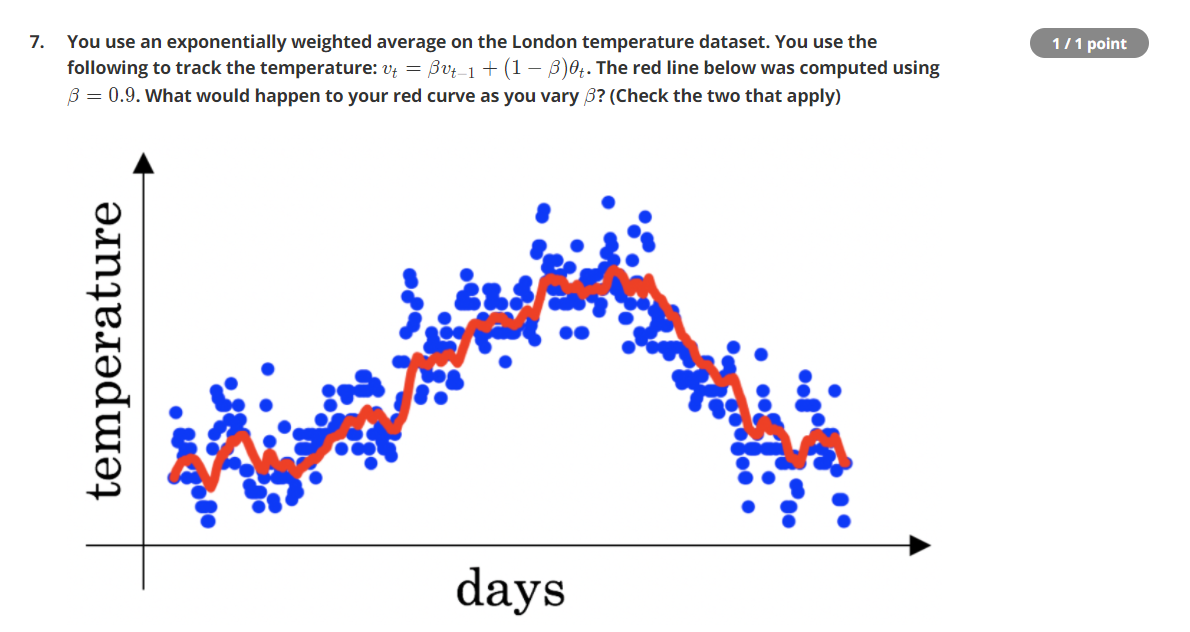 7. You use an exponentially weighted average on the London temperature dataset. You use the
1 / 1 point
following to track the temperature: v_t = βv_{t−1} + (1 − β)θ_t. The red line below was computed using
β = 0.9. What would happen to your red curve as you vary β? (Check the two that apply)
temperature
days